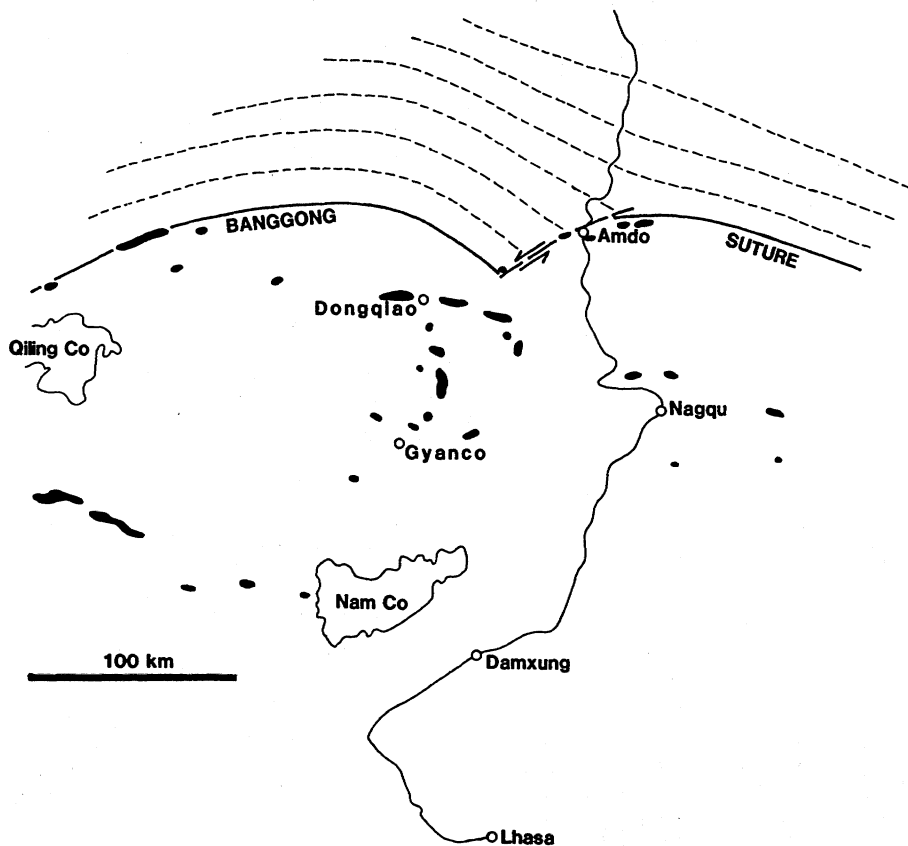 BANGGONG
Amdo
SUTURE
Dongqiao
Qiling Co
Nagqu
Gyanco
Nam Co
100 km
Damxung
Lhasa